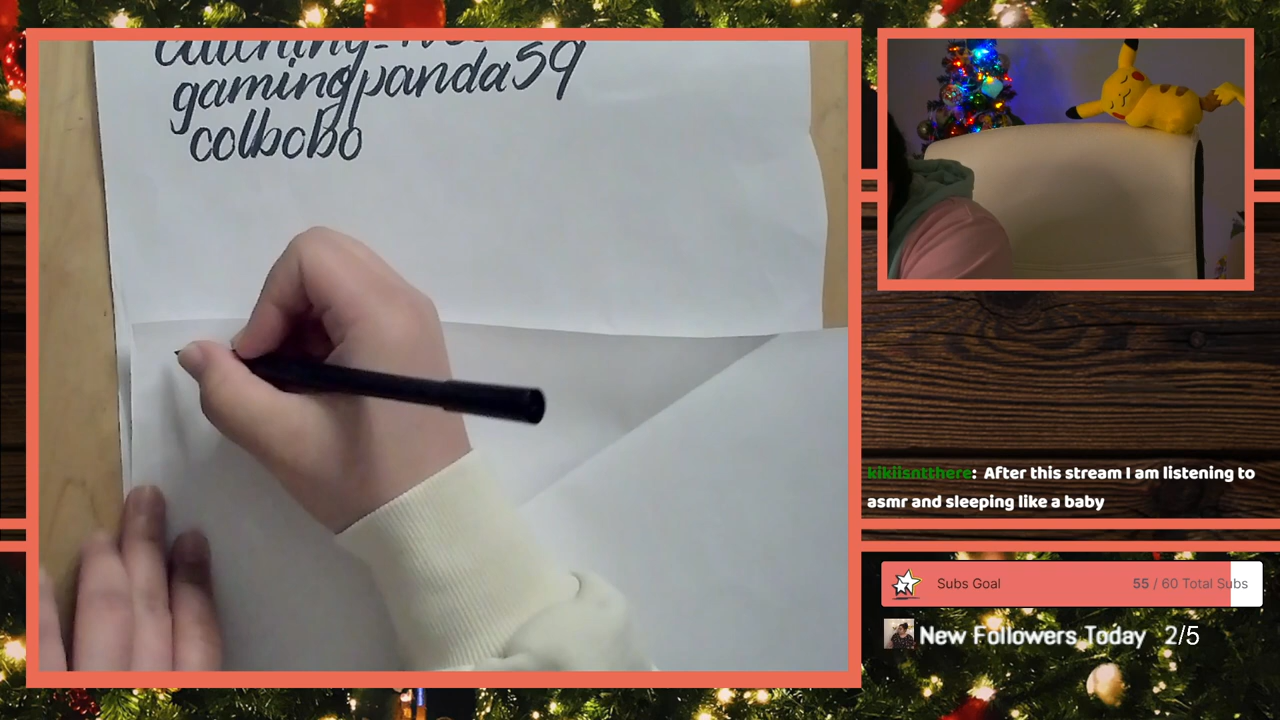 gamingpanda59
colbobo
kikiisntthere: After this stream I am listening to
asmr and sleeping like a baby
Subs Goal 55 / 60 Total Subs
New Followers Today 2/5